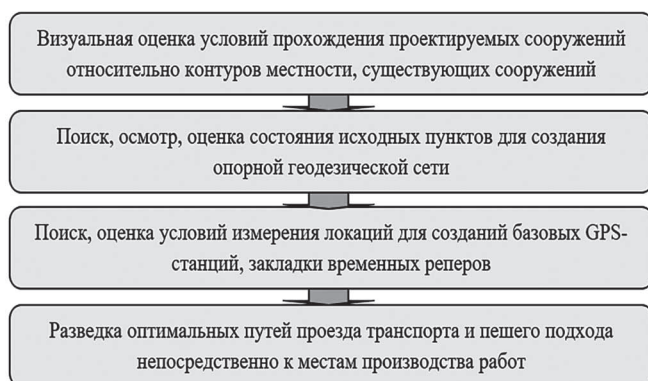 Визуальная оценка условий прохождения проектируемых сооружений
относительно контуров местности, существующих сооружений
Поиск, осмотр, оценка состояния исходных пунктов для создания
опорной геодезической сети
Поиск, оценка условий измерения локаций для созданий базовых GPS-
станций, закладки временных реперов
Разведка оптимальных путей проезда транспорта и пешего подхода
непосредственно к местам производства работ